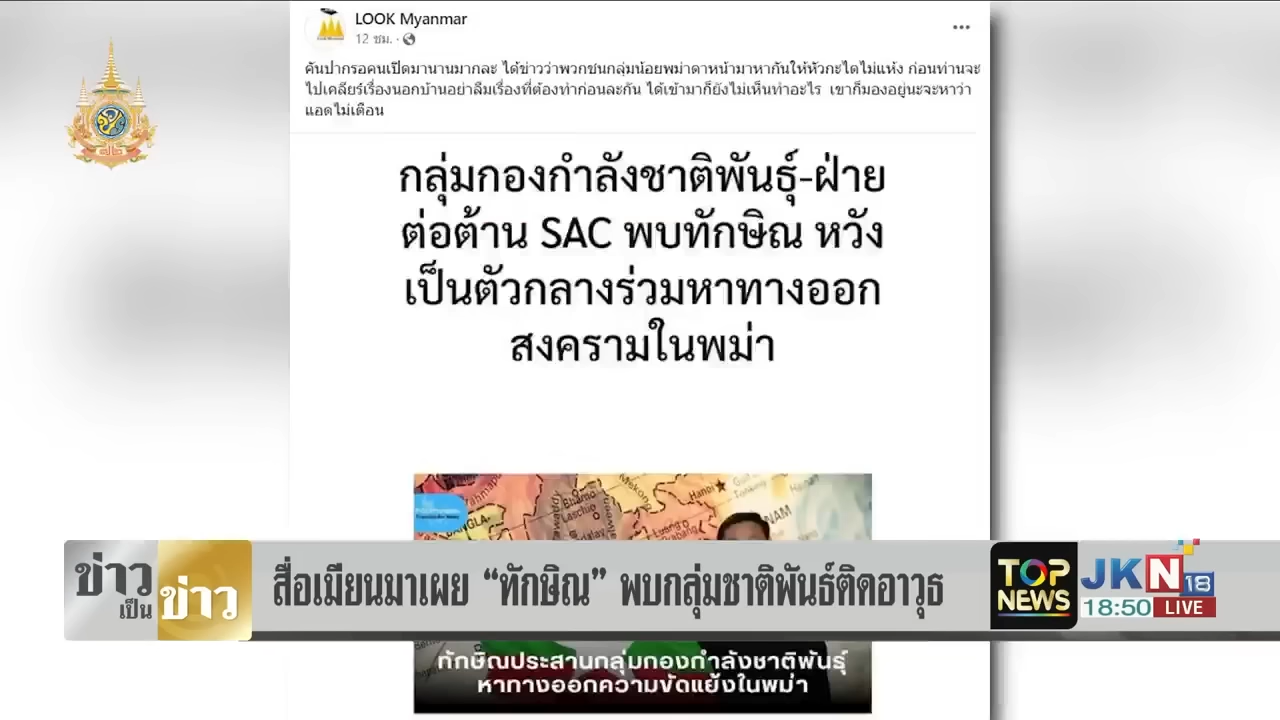 LOOK Myanmar
12 ชม. ·
คันปากรอคนเปิดมานานมากละ ได้ข่าวว่าพวกชนกลุ่มน้อยพม่าดาหน้ามาหากันให้หัวกะไดไม่แห้ง ก่อนท่านจะ
ไปเคลียร์เรื่องนอกบ้านอย่าลืมเรื่องที่ต้องทำก่อนละกัน ได้เข้ามาก็ยังไม่เห็นทำอะไร เขาก็มองอยู่นะจะหาว่า
แอดไม่เตือน
กลุ่มกองกำลังชาติพันธุ์-ฝ่าย
ต่อต้าน SAC พบทักษิณ หวัง
เป็นตัวกลางร่วมหาทางออก
สงครามในพม่า
Mekong
Hanoi
Bhamo
Laschio
BANGLA-
NAM
ข่าว
เป็น
ข่าว
สื่อเมียนมาเผย “ทักษิณ” พบกลุ่มชาติพันธ์ติดอาวุธ
TOP
NEWS
JKN
18
18:50 LIVE
ทักษิณประสานกลุ่มกองกำลังชาติพันธุ์
หาทางออกความขัดแย้งในพม่า